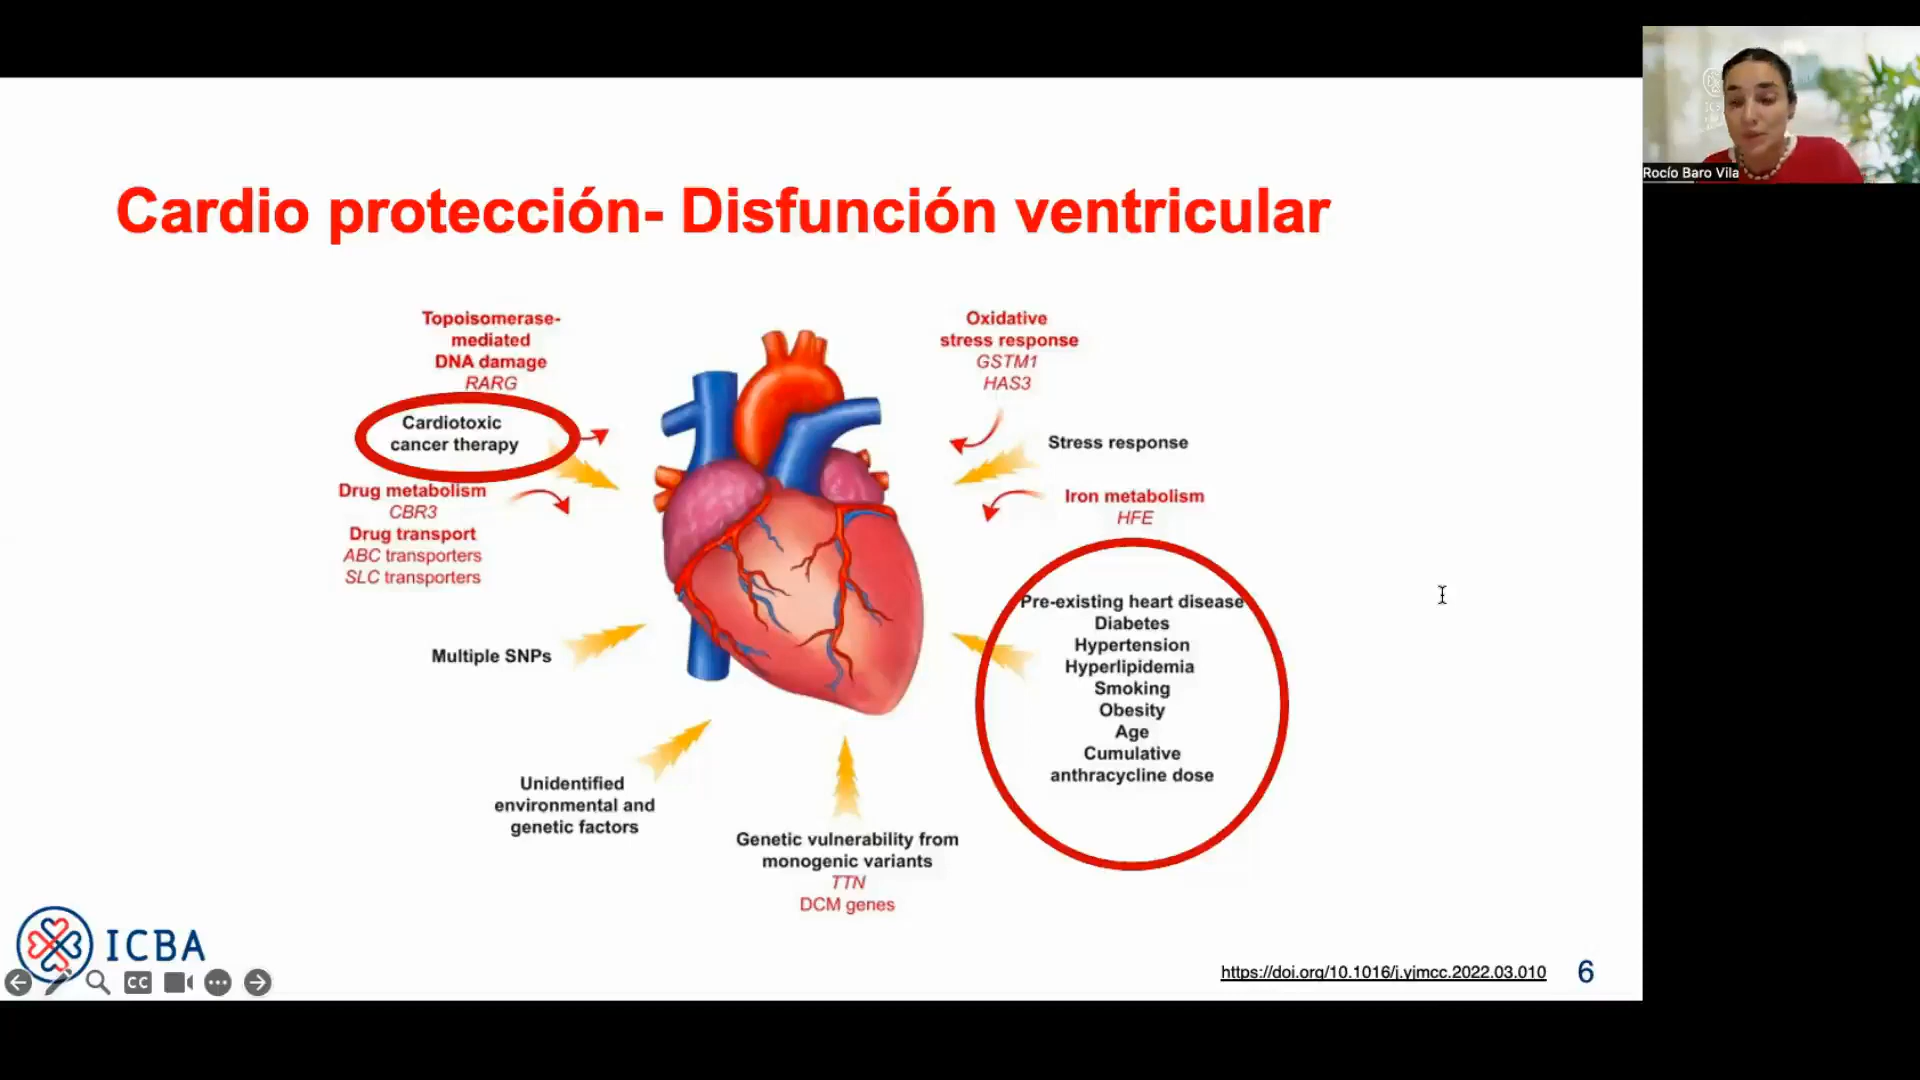 Rocío Baro Vila
Cardio protección- Disfunción ventricular
Topoisomerase-
mediated
DNA damage
RARG
Cardiotoxic
cancer therapy
Drug metabolism
CBR3
Drug transport
ABC transporters
SLC transporters
Multiple SNPs
Unidentified
environmental and
genetic factors
Genetic vulnerability from
monogenic variants
TTN
DCM genes
Oxidative
stress response
GSTM1
HAS3
Stress response
Iron metabolism
HFE
Pre-existing heart disease
Diabetes
Hypertension
Hyperlipidemia
Smoking
Obesity
Age
Cumulative
anthracycline dose
ICBA
CC
https://doi.org/10.1016/j.yjmcc.2022.03.010
6